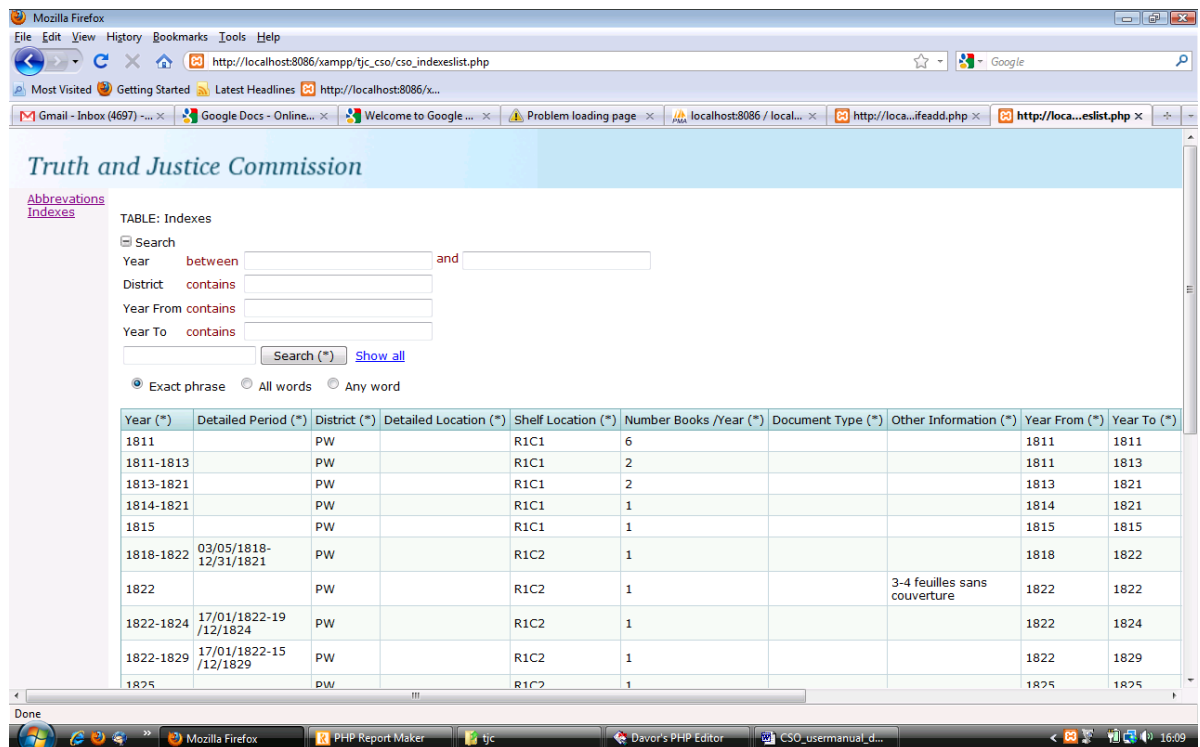 Mozilla Firefox
File Edit View History Bookmarks Tools Help
http://localhost:8086/xampp/tjc_cso/cso_indexeslist.php
Google
Most Visited Getting Started Latest Headlines http://localhost:8086/x...
Gmail - Inbox (4697) -... Google Docs - Online... Welcome to Google ... Problem loading page localhost:8086 / local... http://loca...ifeadd.php http://loca...eslist.php
Truth and Justice Commission
Abbrevations
Indexes
TABLE: Indexes
Search
Year between and
District contains
Year From contains
Year To contains
Search (*) Show all
Exact phrase All words Any word
Year (*) Detailed Period (*) District (*) Detailed Location (*) Shelf Location (*) Number Books /Year (*) Document Type (*) Other Information (*) Year From (*) Year To (*)
1811 PW R1C1 6 1811 1811
1811-1813 PW R1C1 2 1811 1813
1813-1821 PW R1C1 2 1813 1821
1814-1821 PW R1C1 1 1814 1821
1815 PW R1C1 1 1815 1815
1818-1822 03/05/1818-
12/31/1821 PW R1C2 1 1818 1822
1822 PW R1C2 1 3-4 feuilles sans
couverture 1822 1822
1822-1824 17/01/1822-19
/12/1824 PW R1C2 1 1822 1824
1822-1829 17/01/1822-15
/12/1829 PW R1C2 1 1822 1829
1825 PW R1C2 1 1825 1825
Done
Mozilla Firefox PHP Report Maker tjc Davor's PHP Editor CSO_usermanual_d... 16:09